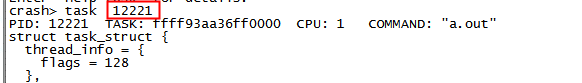 crash> task 12221
PID: 12221  TASK: ffff93aa36ff0000  CPU: 1   COMMAND: "a.out"
struct task_struct {
  thread_info = {
    flags = 128
  },